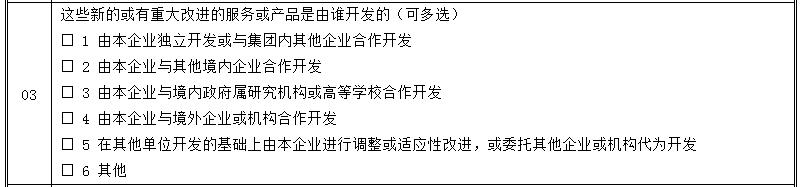 这些新的或有重大改进的服务或产品是由谁开发的（可多选）
□ 1 由本企业独立开发或与集团内其他企业合作开发
□ 2 由本企业与其他境内企业合作开发
03
□ 3 由本企业与境内政府属研究机构或高等学校合作开发
□ 4 由本企业与境外企业或机构合作开发
□ 5 在其他单位开发的基础上由本企业进行调整或适应性改进，或委托其他企业或机构代为开发
□ 6 其他